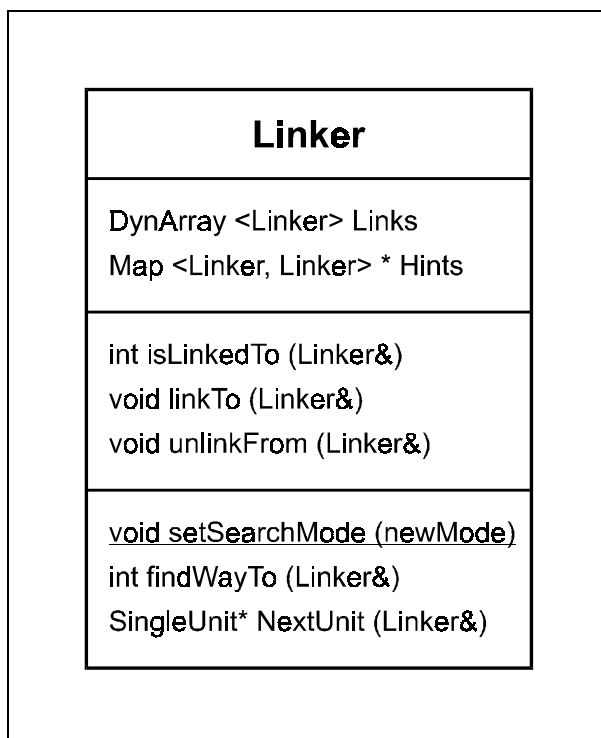 Linker
DynArray <Linker> Links
Map <Linker, Linker> * Hints
int isLinkedTo (Linker&)
void linkTo (Linker&)
void unlinkFrom (Linker&)
void setSearchMode (newMode)
int findWayTo (Linker&)
SingleUnit* NextUnit (Linker&)